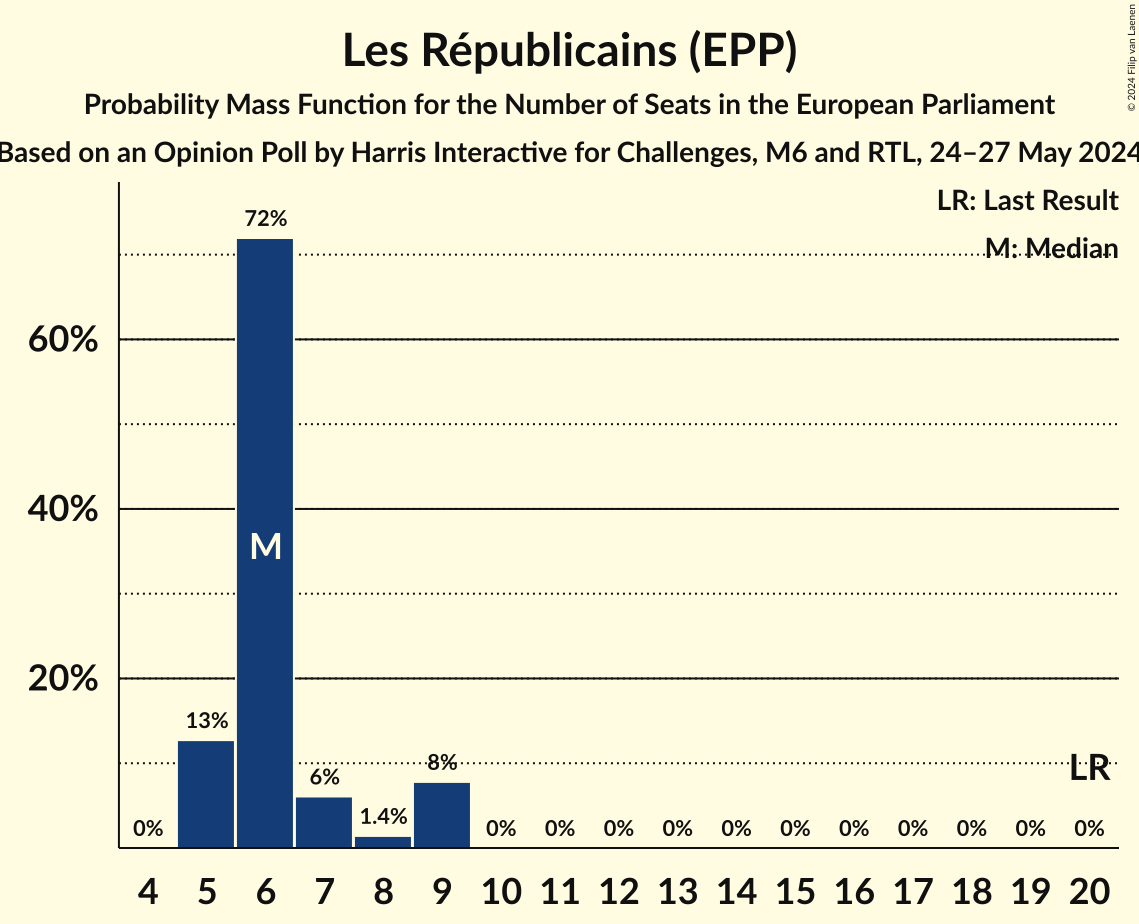 Les Républicains (EPP)
Probability Mass Function for the Number of Seats in the European Parliament
Based on an Opinion Poll by Harris Interactive for Challenges, M6 and RTL, 24–27 May 2024
© 2024 Filip van Laenen
LR: Last Result
M: Median
72%
60%
40%
M
20%
13%
8%
LR
6%
1.4%
0% 0% 0% 0% 0% 0% 0% 0% 0% 0% 0% 0%
4 5 6 7 8 9 10 11 12 13 14 15 16 17 18 19 20